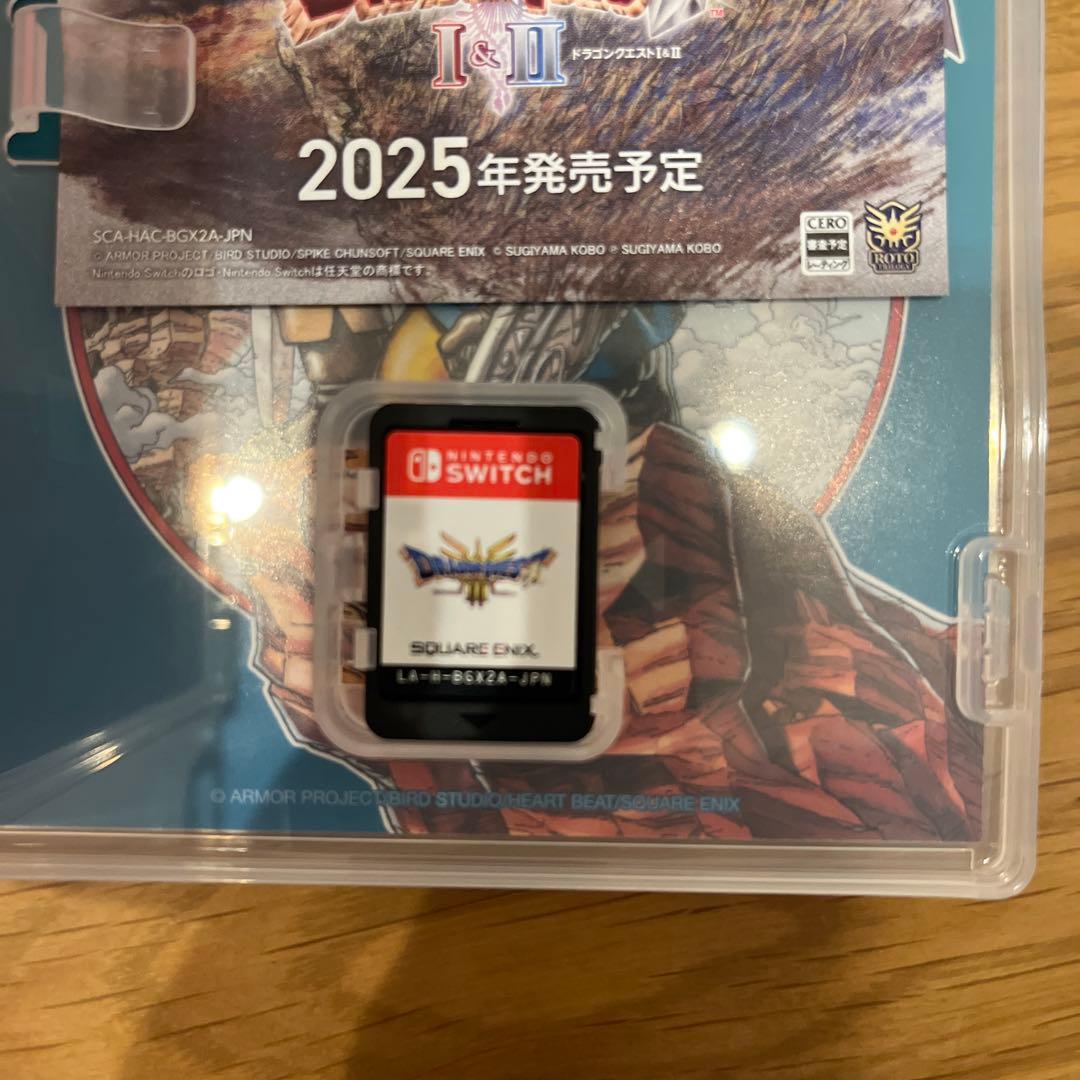 I&II ドラゴンクエストI&II
2025年発売予定
SCA-HAC-BGX2A-JPN
© ARMOR PROJECT/BIRD STUDIO/SPIKE CHUNSOFT/SQUARE ENIX © SUGIYAMA KOBO ℗ SUGIYAMA KOBO
Nintendo Switchのロゴ・Nintendo Switchは任天堂の商標です。
CERO
審査予定
レーティング
ROTO
TRILOGY
NINTENDO
SWITCH
DRAGON QUEST
III
SQUARE ENIX.
LA-H-BGX2A-JPN
© ARMOR PROJECT/BIRD STUDIO/HEART BEAT/SQUARE ENIX